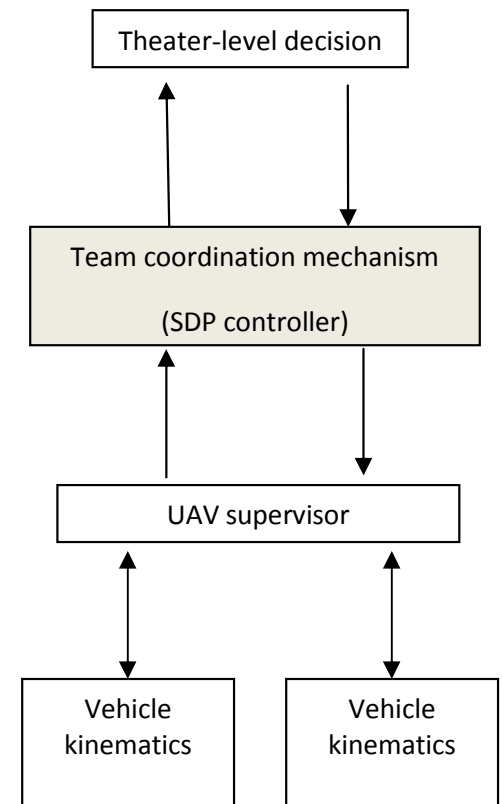 Theater-level decision
Team coordination mechanism
(SDP controller)
UAV supervisor
Vehicle
kinematics
Vehicle
kinematics